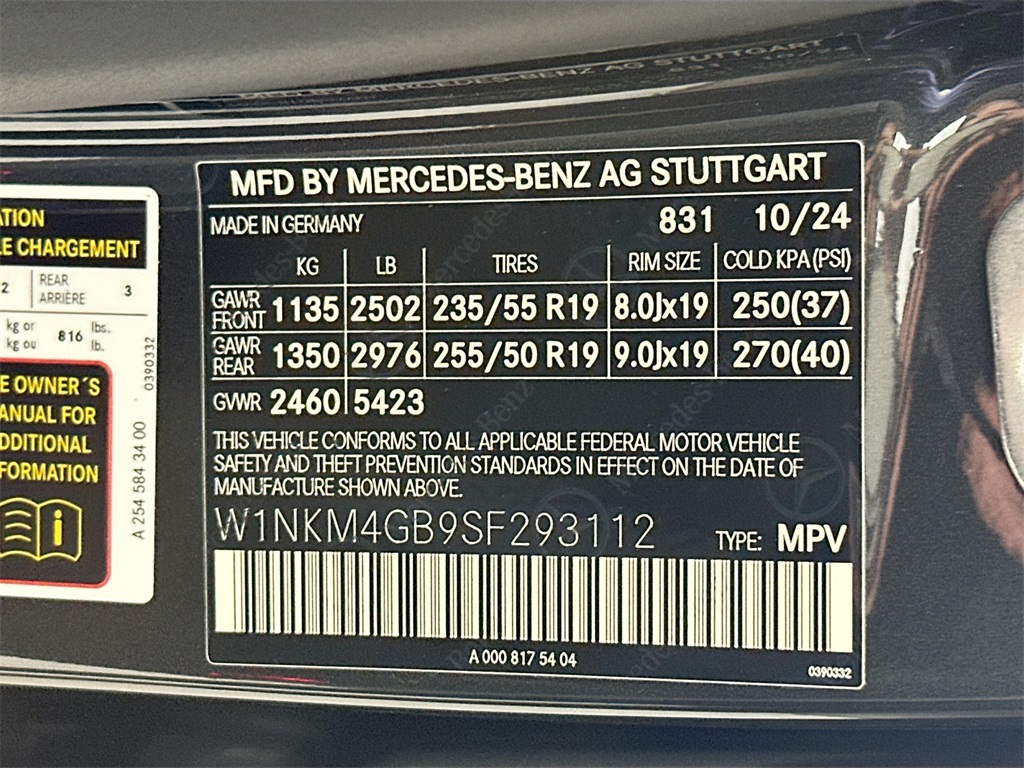 MFD BY MERCEDES-BENZ AG STUTTGART
MADE IN GERMANY 831 10/24
KG LB TIRES RIM SIZE COLD KPA (PSI)
GAWR FRONT 1135 2502 235/55 R19 8.0Jx19 250(37)
GAWR REAR 1350 2976 255/50 R19 9.0Jx19 270(40)
GVWR 2460 5423
THIS VEHICLE CONFORMS TO ALL APPLICABLE FEDERAL MOTOR VEHICLE
SAFETY AND THEFT PREVENTION STANDARDS IN EFFECT ON THE DATE OF
MANUFACTURE SHOWN ABOVE.
W1NKM4GB9SF293112 TYPE: MPV
A 000 817 54 04
0390332
ATION
LE CHARGEMENT
2 REAR ARRIÈRE 3
kg or 816 lbs.
kg ou lb.
0390332
E OWNER´S
ANUAL FOR
DDITIONAL
FORMATION
A 254 584 34 00